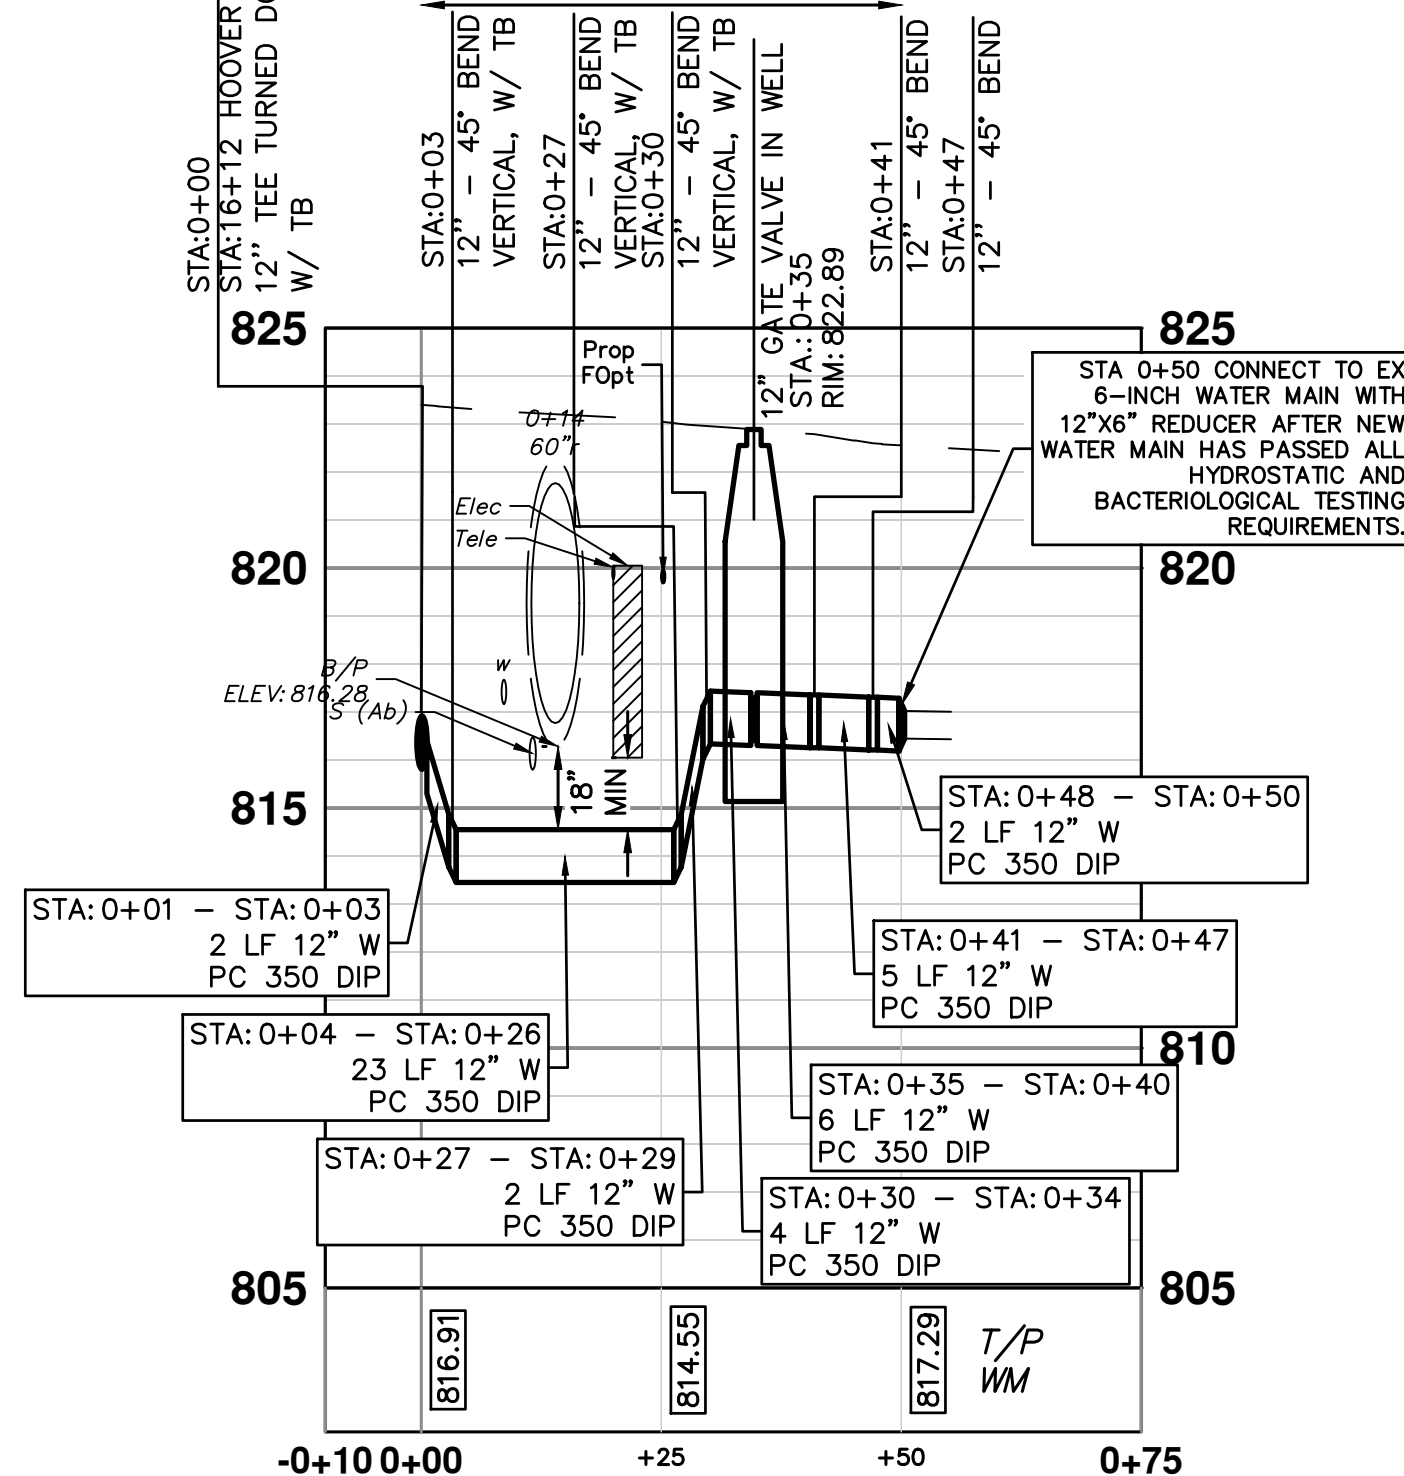 STA:0+00
STA:16+12 HOOVER
12" TEE TURNED
W/ TB
STA:0+03
12" – 45° BEND
VERTICAL, W/ TB
STA:0+27
12" – 45° BEND
VERTICAL, W/ TB
STA:0+30
12" – 45° BEND
VERTICAL, W/ TB
12" GATE VALVE IN WELL
STA.: 0+35
RIM: 822.89
STA:0+41
12" – 45° BEND
STA:0+47
12" – 45° BEND
825
825
Prop
FOpt
STA 0+50 CONNECT TO EX
6–INCH WATER MAIN WITH
12"X6" REDUCER AFTER NEW
WATER MAIN HAS PASSED ALL
HYDROSTATIC AND
BACTERIOLOGICAL TESTING
REQUIREMENTS.
0+14
60"r
Elec
Tele
820
820
w
B/P
ELEV: 816.28
S (Ab)
18"
MIN
815
STA: 0+48 – STA: 0+50
2 LF 12" W
PC 350 DIP
STA: 0+01 – STA: 0+03
2 LF 12" W
PC 350 DIP
STA: 0+41 – STA: 0+47
5 LF 12" W
PC 350 DIP
STA: 0+04 – STA: 0+26
23 LF 12" W
PC 350 DIP
810
STA: 0+35 – STA: 0+40
6 LF 12" W
PC 350 DIP
STA: 0+27 – STA: 0+29
2 LF 12" W
PC 350 DIP
STA: 0+30 – STA: 0+34
4 LF 12" W
PC 350 DIP
805
805
816.91
814.55
817.29
T/P
WM
-0+10 0+00 +25 +50 0+75